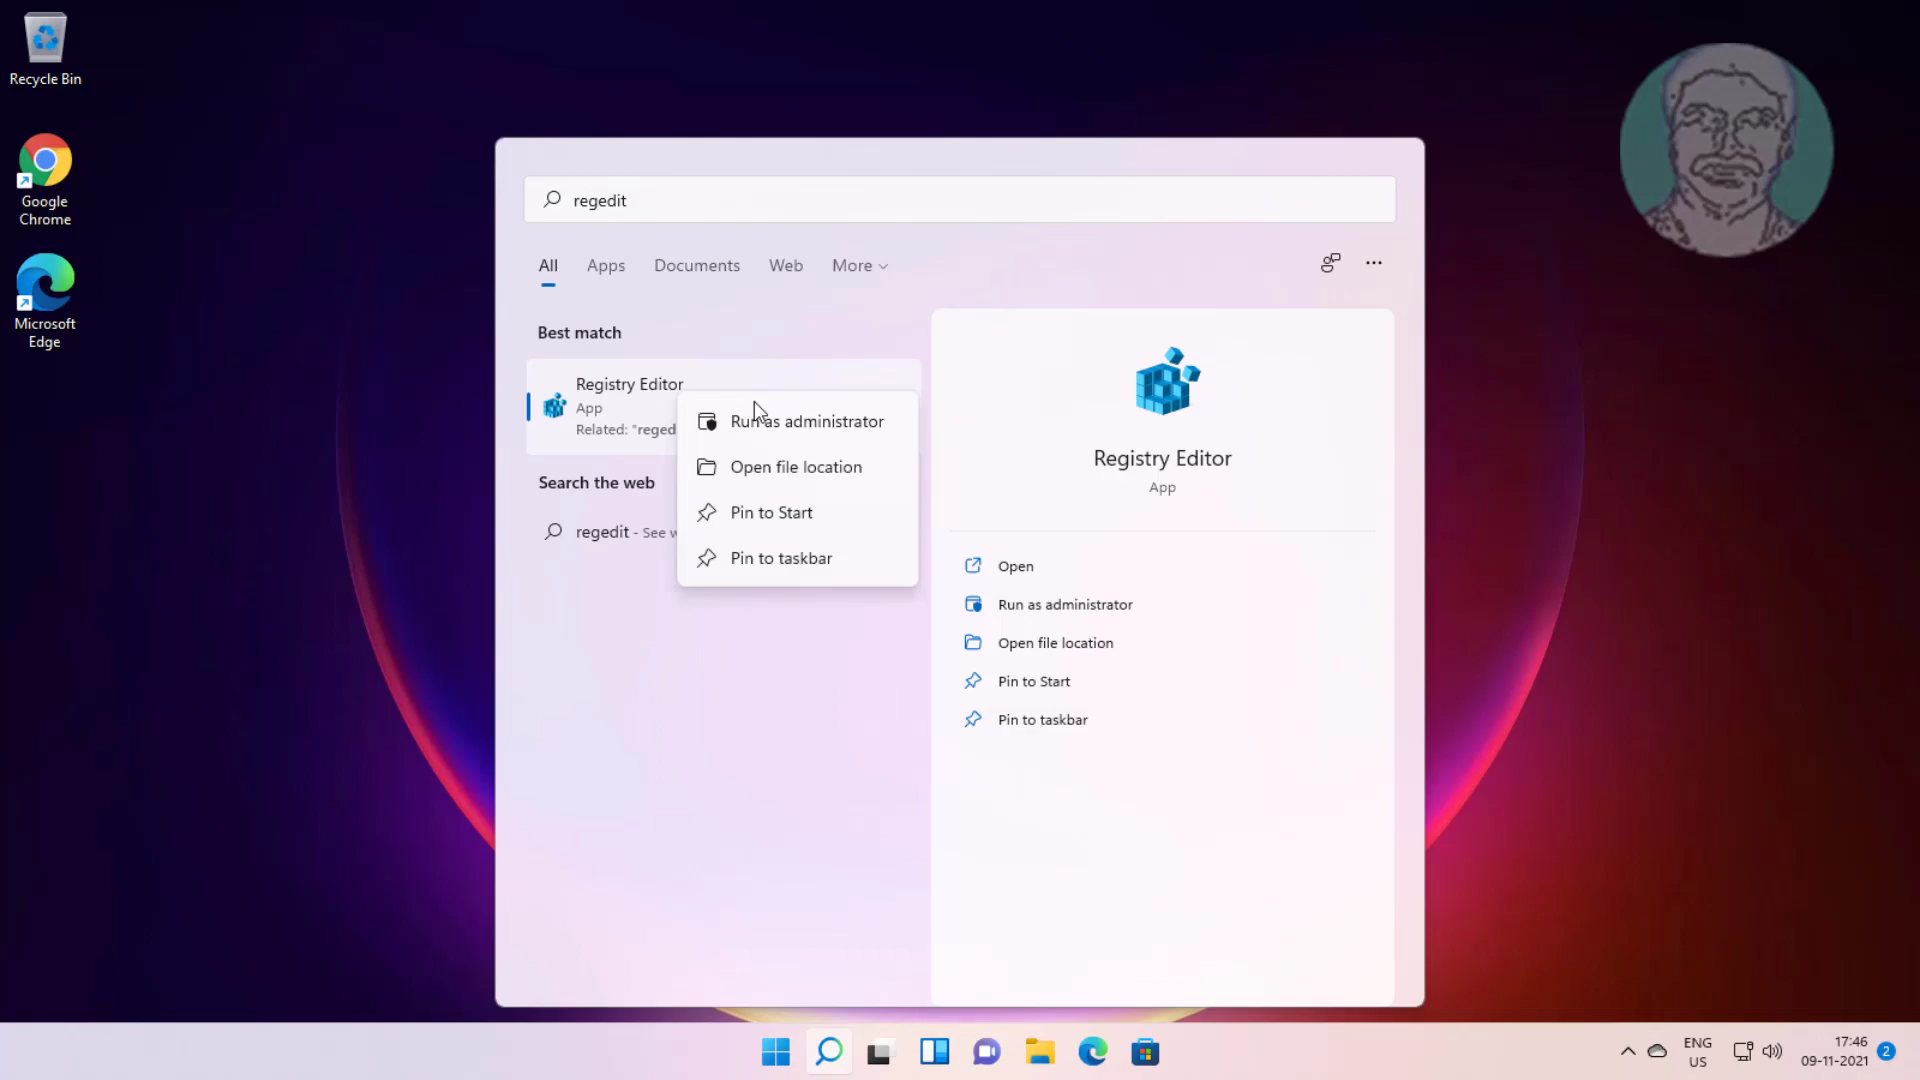 Recycle Bin
Google
Chrome
Microsoft
Edge
regedit
All Apps Documents Web More
Best match
Registry Editor
App
Related: "reged
Run as administrator
Open file location
Pin to Start
Pin to taskbar
Search the web
regedit - See w
Registry Editor
App
Open
Run as administrator
Open file location
Pin to Start
Pin to taskbar
ENG
US
17:46
09-11-2021
2